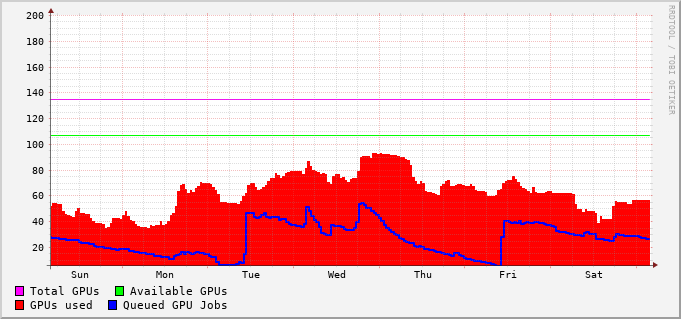 200
180
160
140
120
100
80
60
40
20
Sun Mon Tue Wed Thu Fri Sat
Total GPUs Available GPUs
GPUs used Queued GPU Jobs
RRDTOOL / TOBI OETIKER